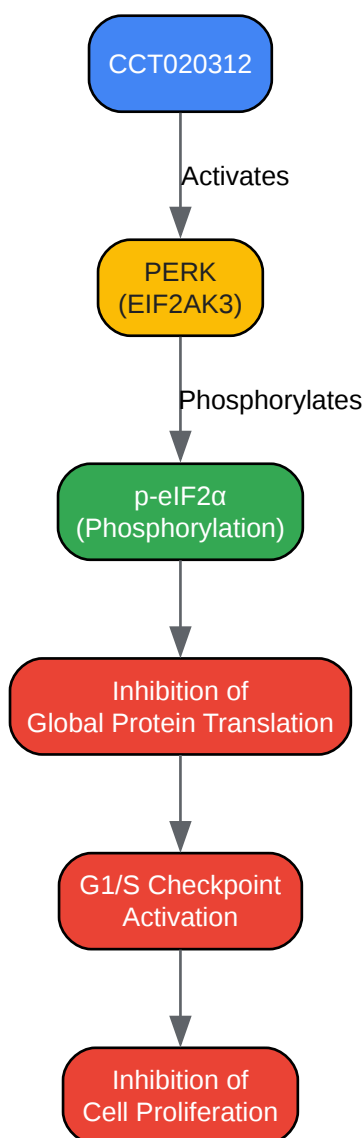 CCT020312
Activates
PERK
(EIF2AK3)
Phosphorylates
p-eIF2α
(Phosphorylation)
Inhibition of
Global Protein Translation
G1/S Checkpoint
Activation
Inhibition of
Cell Proliferation